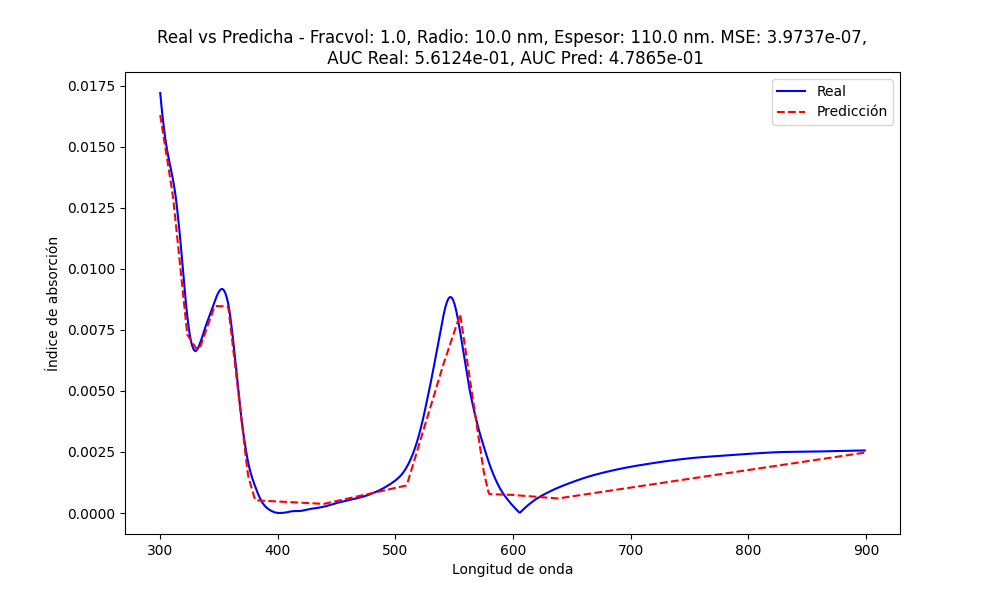 Real vs Predicha - Fracvol: 1.0, Radio: 10.0 nm, Espesor: 110.0 nm. MSE: 3.9737e-07,
AUC Real: 5.6124e-01, AUC Pred: 4.7865e-01
Real
Predicción
Índice de absorción
0.0175
0.0150
0.0125
0.0100
0.0075
0.0050
0.0025
0.0000
300 400 500 600 700 800 900
Longitud de onda